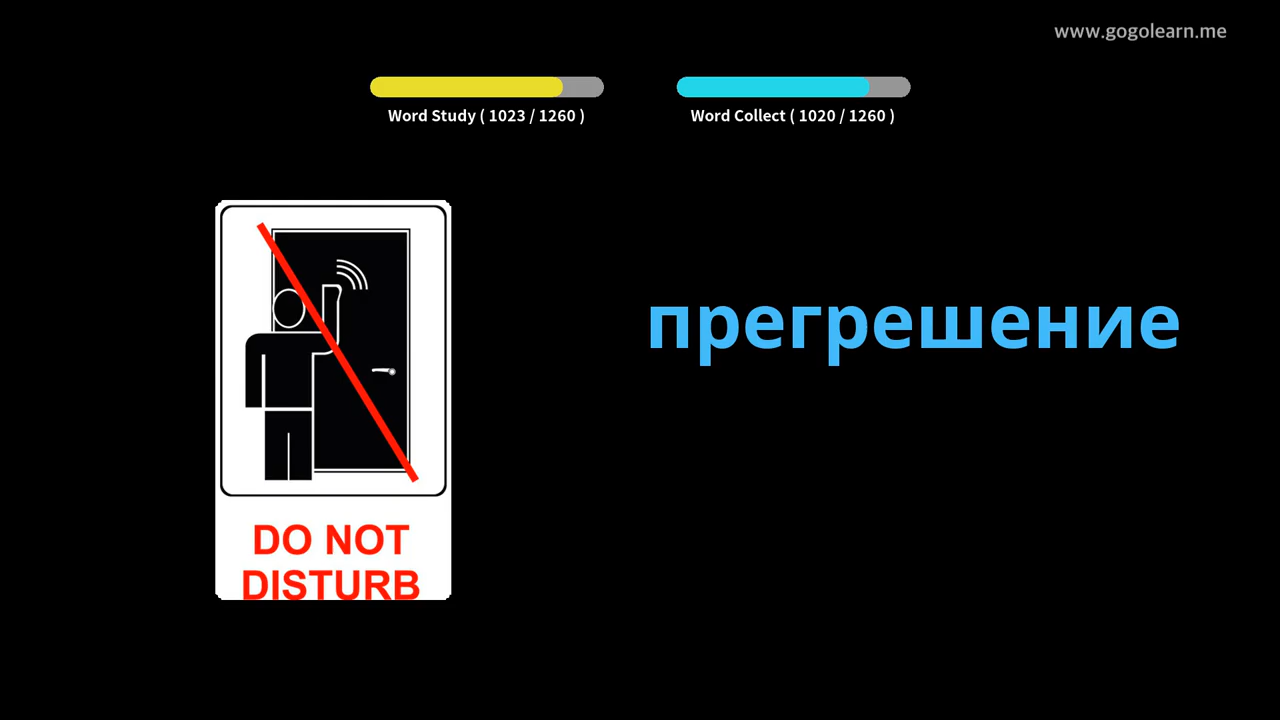 www.gogolearn.me
Word Study ( 1023 / 1260 )
Word Collect ( 1020 / 1260 )
прегрешение
DO NOT
DISTURB